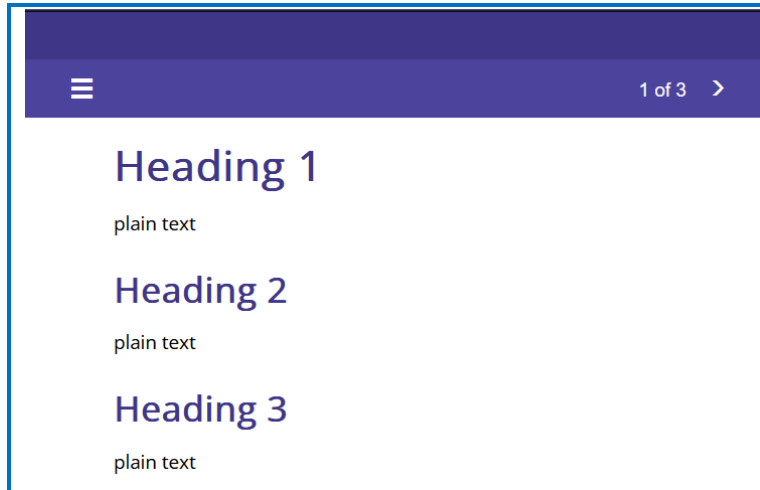 1 of 3
Heading 1
plain text
Heading 2
plain text
Heading 3
plain text